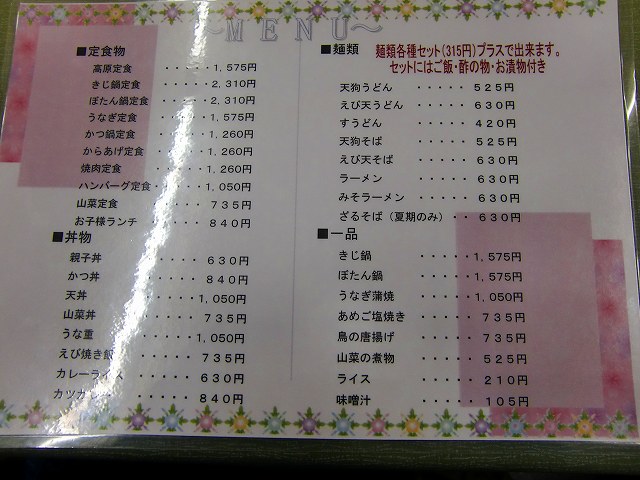 ～ＭＥＮＵ～
■定食物
高原定食 ・・・・・1,575円
きじ鍋定食 ・・・・・2,310円
ぼたん鍋定食 ・・・・2,310円
うなぎ定食 ・・・・1,575円
かつ鍋定食 ・・・・1,260円
からあげ定食 ・・・・1,260円
焼肉定食 ・・・・・1,260円
ハンバーグ定食・・・・・1,050円
山菜定食 ・・・・・735円
お子様ランチ ・・・・・840円
■丼物
親子丼 ・・・・・630円
かつ丼 ・・・・・840円
天丼 ・・・・・1,050円
山菜丼 ・・・・・735円
うな重 ・・・・・1,050円
えび焼き飯 ・・・・・735円
カレーライス ・・・・・630円
カツカレー ・・・・・840円
■麺類 麺類各種セット(315円)プラスで出来ます。
セットにはご飯・酢の物・お漬物付き
天狗うどん ・・・・・525円
えび天うどん ・・・・・630円
すうどん ・・・・・420円
天狗そば ・・・・・525円
えび天そば ・・・・・630円
ラーメン ・・・・・630円
みそラーメン ・・・・・630円
ざるそば（夏期のみ）・・630円
■一品
きじ鍋 ・・・・・1,575円
ぼたん鍋 ・・・・・1,575円
うなぎ蒲焼 ・・・・・1,050円
あめご塩焼き ・・・・・735円
鳥の唐揚げ ・・・・・735円
山菜の煮物 ・・・・・525円
ライス ・・・・・210円
味噌汁 ・・・・・105円